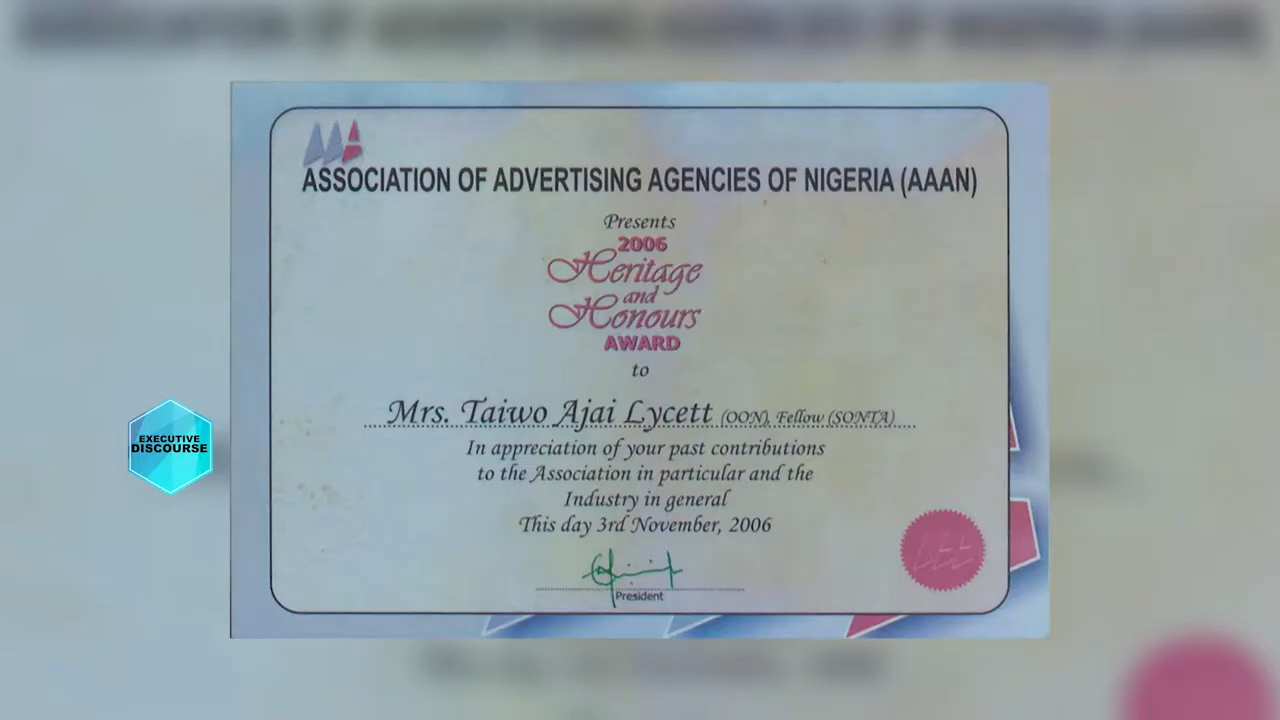 ASSOCIATION OF ADVERTISING AGENCIES OF NIGERIA (AAAN)
Presents
2006
Heritage
and
Honours
AWARD
to
Mrs. Taiwo Ajai Lycett (OON), Fellow (SONTA)
In appreciation of your past contributions
to the Association in particular and the
Industry in general
This day 3rd November, 2006
President
EXECUTIVE
DISCOURSE